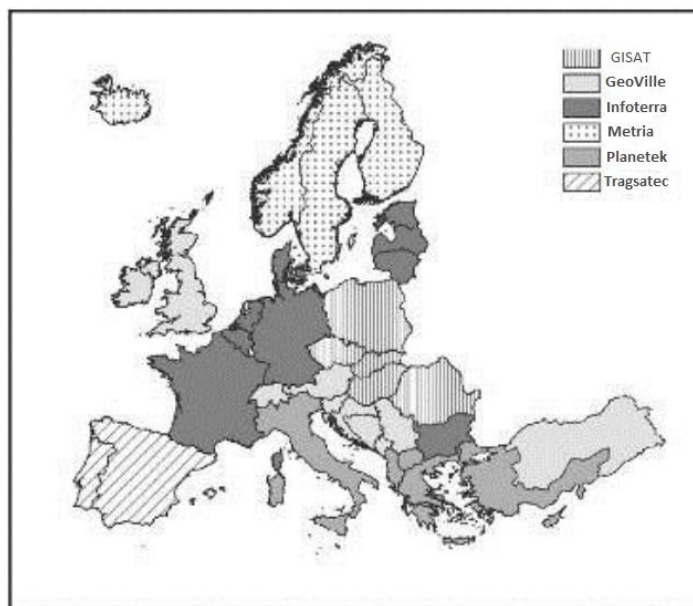 GISAT
GeoVille
Infoterra
Metria
Planetek
Tragsatec